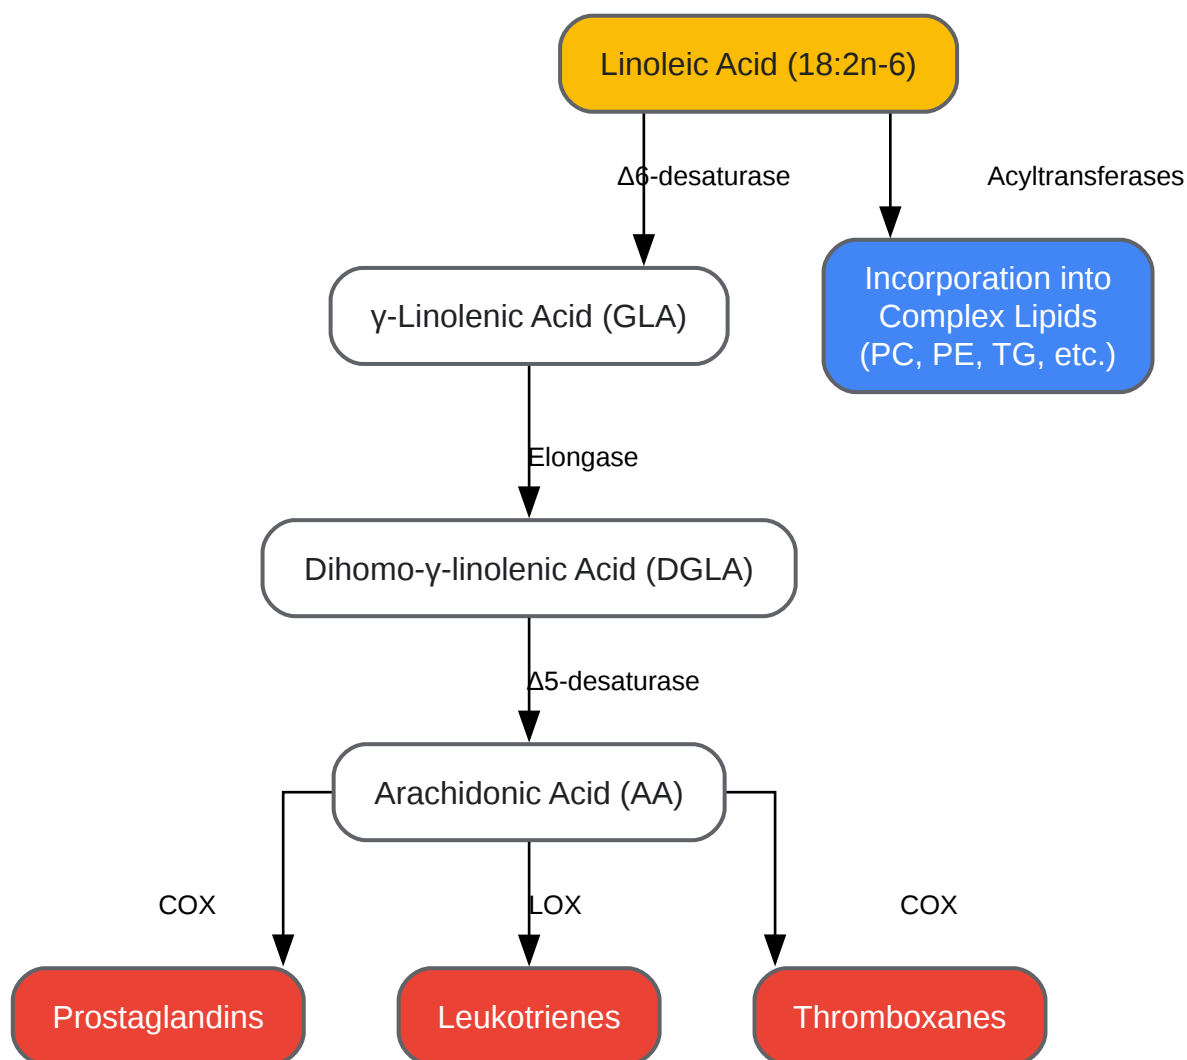 Linoleic Acid (18:2n-6)
Δ6-desaturase
Acyltransferases
Incorporation into
Complex Lipids
(PC, PE, TG, etc.)
γ-Linolenic Acid (GLA)
Elongase
Dihomo-γ-linolenic Acid (DGLA)
Δ5-desaturase
Arachidonic Acid (AA)
COX
LOX
COX
Prostaglandins
Leukotrienes
Thromboxanes